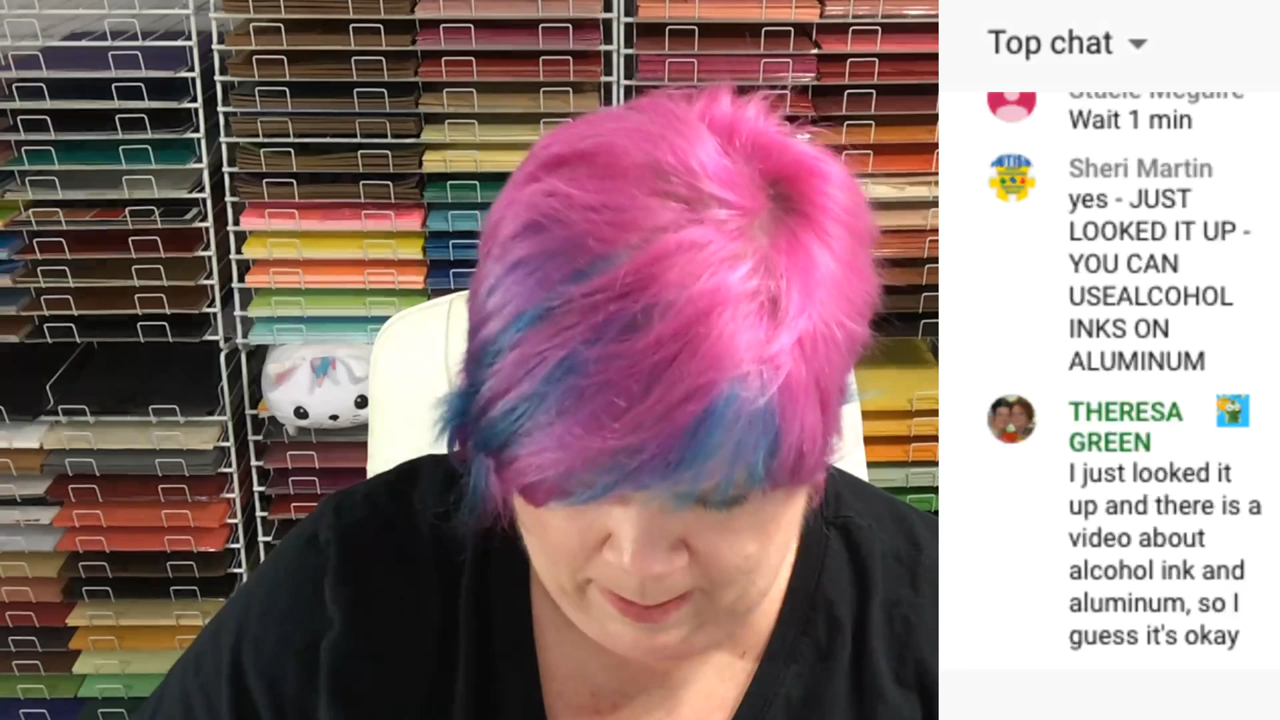 Top chat
Wait 1 min
Sheri Martin
yes - JUST
LOOKED IT UP -
YOU CAN
USEALCOHOL
INKS ON
ALUMINUM
THERESA
GREEN
I just looked it
up and there is a
video about
alcohol ink and
aluminum, so I
guess it's okay